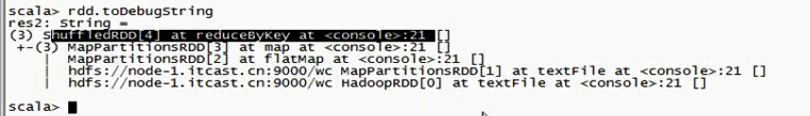 scala> rdd.toDebugString
res2: String =
(3) ShuffledRDD[4] at reduceByKey at <console>:21 []
 +-(3) MapPartitionsRDD[3] at map at <console>:21 []
    |  MapPartitionsRDD[2] at flatMap at <console>:21 []
    |  hdfs://node-1.itcast.cn:9000/wc MapPartitionsRDD[1] at textFile at <console>:21 []
    |  hdfs://node-1.itcast.cn:9000/wc HadoopRDD[0] at textFile at <console>:21 []
scala>